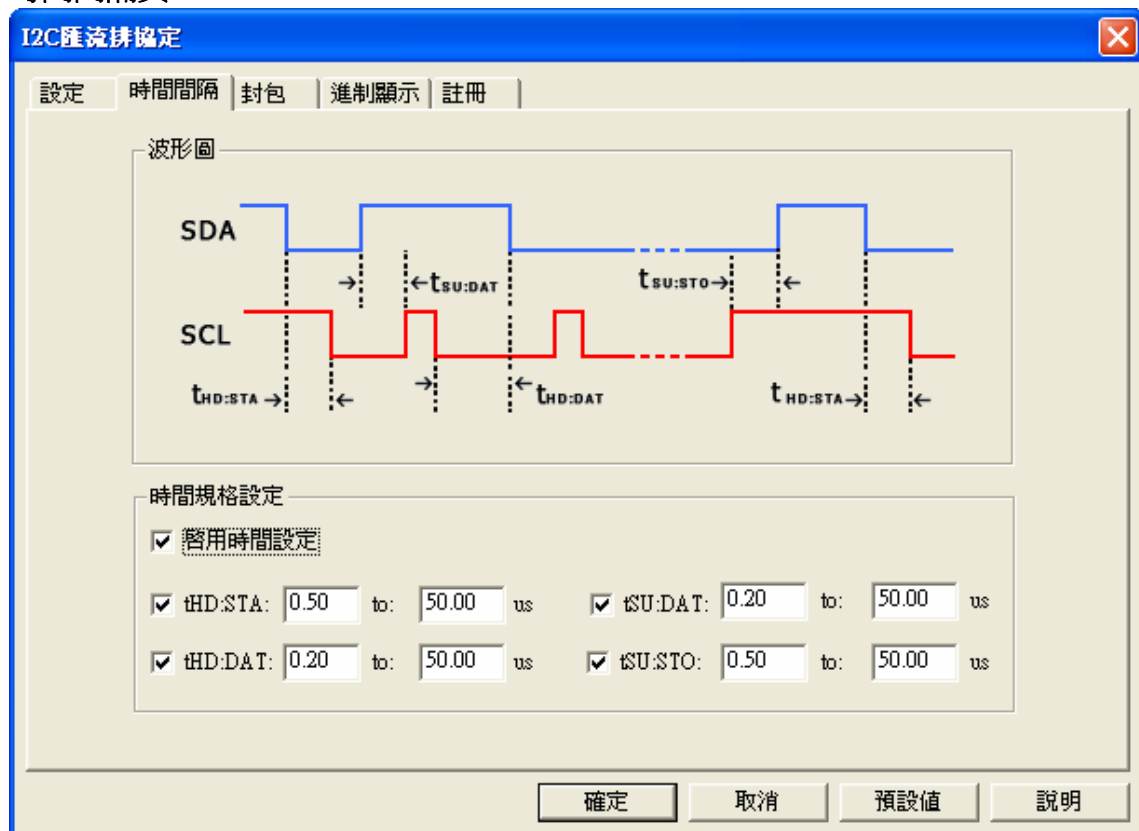 I2C匯流排協定
設定 時間間隔 封包 進制顯示 註冊
波形圖
SDA
tSU:DAT tSU:STO
SCL
tHD:STA tHD:DAT tHD:STA
時間規格設定
啓用時間設定
tHD:STA: 0.50 to: 50.00 us tSU:DAT: 0.20 to: 50.00 us
tHD:DAT: 0.20 to: 50.00 us tSU:STO: 0.50 to: 50.00 us
確定 取消 預設值 說明